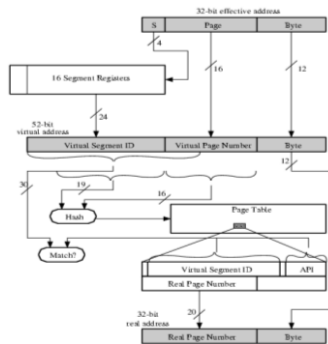 32-bit effective address
S Page Byte
4
16 Segment Registers
16
12
24
52-bit
virtual address
Virtual Segment ID Virtual Page Number Byte
12
30
19
16
Hash
Page Table
Match?
Virtual Segment ID API
Real Page Number
20
32-bit
real address
Real Page Number Byte